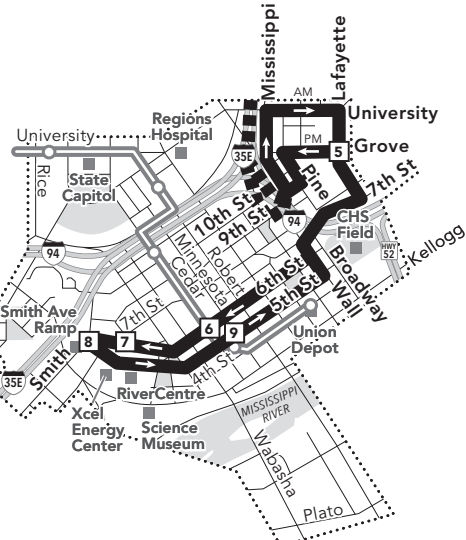 Mississippi
Lafayette
AM
University
PM
Grove
5
Pine
7th St
University
Regions
Hospital
35E
Rice
State
Capitol
10th St
9th St
94
CHS
Field
HWY
52
Kellogg
94
Minnesota
Cedar
Robert
6th St
5th St
Broadway
Wall
Smith Ave
Ramp
7th St
6
9
8
7
4th St
Union
Depot
35E
Smith
RiverCentre
Xcel
Energy
Center
Science
Museum
MISSISSIPPI
RIVER
Wabasha
Plato